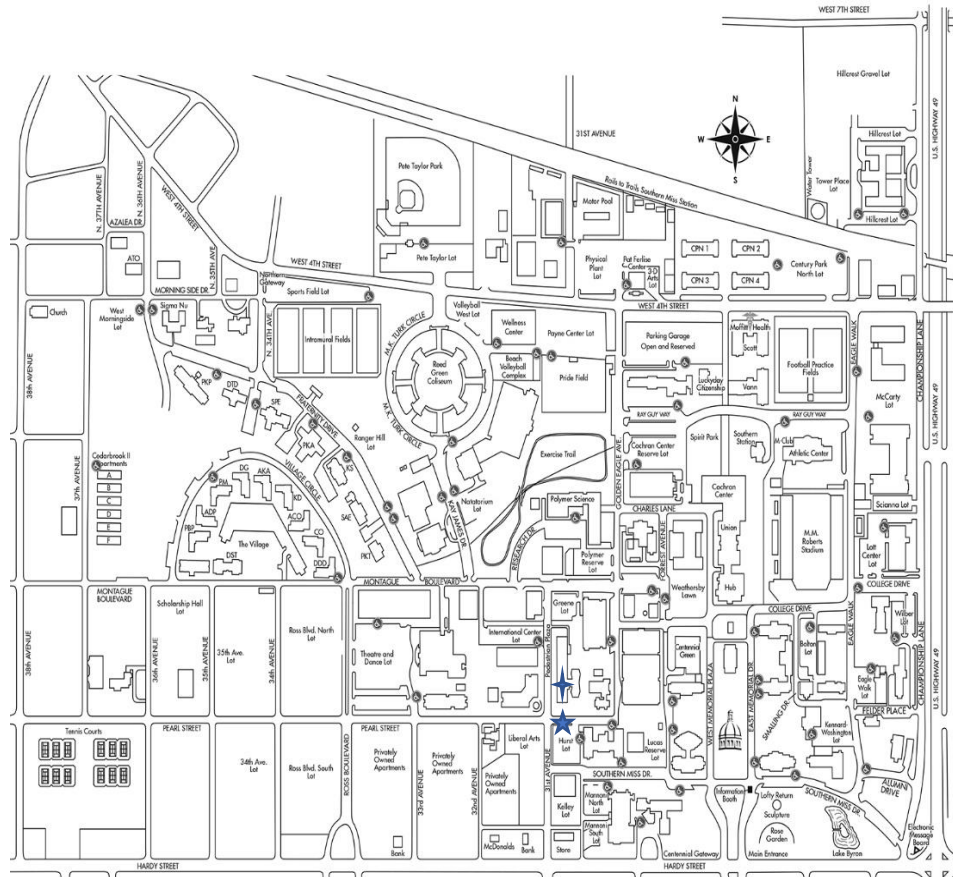 WEST 7TH STREET
Hillcrest Gravel Lot
U.S. HIGHWAY 49
N
W
E
S
31ST AVENUE
Hillcrest Lot
Water Tower
Tower Place
Lot
Hillcrest Lot
Rails to Trails Southern Miss Station
N. 37TH AVENUE
N. 36TH AVENUE
WEST 4TH STREET
AZALEA DR.
ATO
N. 35TH AVE
Pete Taylor Park
Pete Taylor Lot
Motor Pool
Physical
Plant
Lot
Pat Ferlise
Center
3-D
Arts
Lot
CPN 1
CPN 2
CPN 3
CPN 4
Century Park
North Lot
WEST 4TH STREET
MORNING SIDE DR.
Northern
Gateway
Sports Field Lot
Church
West
Morningside
Lot
Sigma Nu
N. 34TH AVE.
Intramural Fields
M.K. TURK CIRCLE
Volleyball
West Lot
Wellness
Center
Payne Center Lot
WEST 4TH STREET
Parking Garage
Open and Reserved
Moffitt Health
Scott
Vann
Football Practice
Fields
EAGLE WALK
CHAMPIONSHIP LANE
McCarty
Lot
38th AVENUE
PKP
DTD
SPE
FRATERNITY DRIVE
PKA
Reed
Green
Coliseum
M.K. TURK CIRCLE
Beach
Volleyball
Complex
Pride Field
Luckyday
Citizenship
RAY GUY WAY
RAY GUY WAY
U.S. HIGHWAY 49
Ranger Hill
Lot
GOLDEN EAGLE AVE.
Cochran Center
Reserve Lot
Spirit Park
Southern
Station
M-Club
Athletic Center
Exercise Trail
Cedarbrook II
Apartments
A
B
C
D
E
F
37th AVENUE
VILLAGE CIRCLE
KS
SAE
PKT
PM
DG
AKA
KD
ADP
ACO
PBP
CO
The Village
DST
DDD
Natatorium
Lot
KAY JAMES DR.
RESEARCH DR.
Polymer Science
Polymer
Reserve
Lot
CHARLES LANE
FORREST AVENUE
Cochran
Center
Union
Hub
Weathersby
Lawn
M.M.
Roberts
Stadium
Scianna Lot
Lott
Center
Lot
COLLEGE DRIVE
MONTAGUE
BOULEVARD
MONTAGUE
BOULEVARD
Scholarship Hall
Lot
35th Ave.
Lot
Ross Blvd. North
Lot
36th AVENUE
35th AVENUE
34th AVENUE
38th AVENUE
Theatre and
Dance Lot
International Center
Lot
Greene
Lot
Pedestrian Plaza
Centennial
Green
COLLEGE DRIVE
WEST MEMORIAL PLAZA
EAST MEMORIAL DR.
SMALLING DR.
Bolton
Lot
EAGLE WALK
Wilber
Lot
Eagle
Walk
Lot
CHAMPIONSHIP LANE
FELDER PLACE
U.S. HIGHWAY 49
PEARL STREET
PEARL STREET
Tennis Courts
34th Ave.
Lot
Ross Blvd. South
Lot
ROSS BOULEVARD
Privately
Owned
Apartments
33rd AVENUE
Privately
Owned
Apartments
32nd AVENUE
Liberal Arts
Lot
Privately
Owned
Apartments
31st AVENUE
Hurst
Lot
Lucas
Reserve
Lot
SOUTHERN MISS DR.
Kennard-
Washington
Lot
ALUMNI
DRIVE
Kelley
Lot
Mannoni
North Lot
Mannoni
South
Lot
Information
Booth
Lofty Return
Sculpture
Rose
Garden
SOUTHERN MISS DR.
Lake Byron
Electronic
Message
Board
Bank
McDonalds
Bank
Store
Centennial Gateway
Main Entrance
HARDY STREET
HARDY STREET